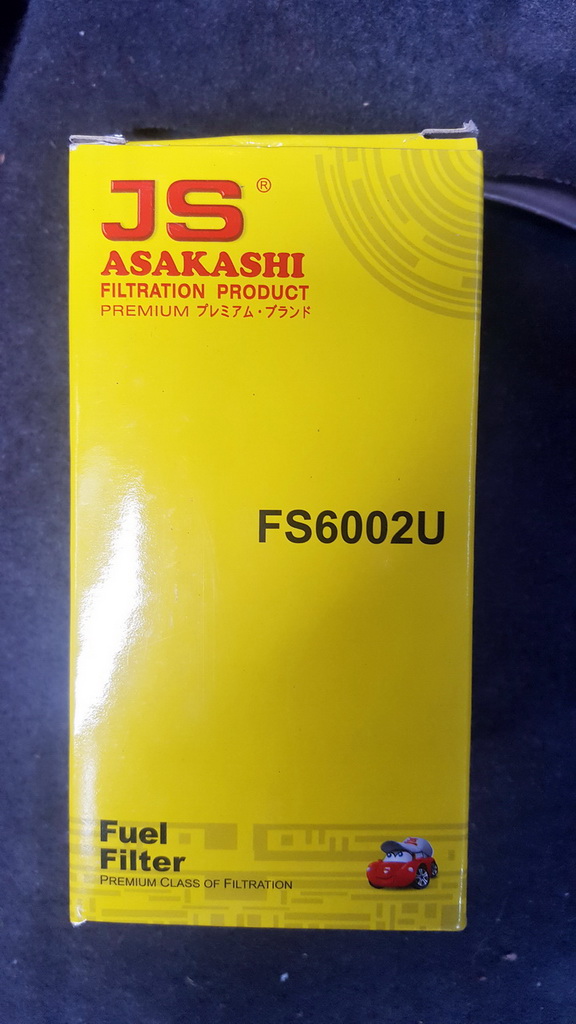 JS ®
ASAKASHI
FILTRATION PRODUCT
PREMIUM プレミアム・ブランド
FS6002U
Fuel
Filter
PREMIUM CLASS OF FILTRATION